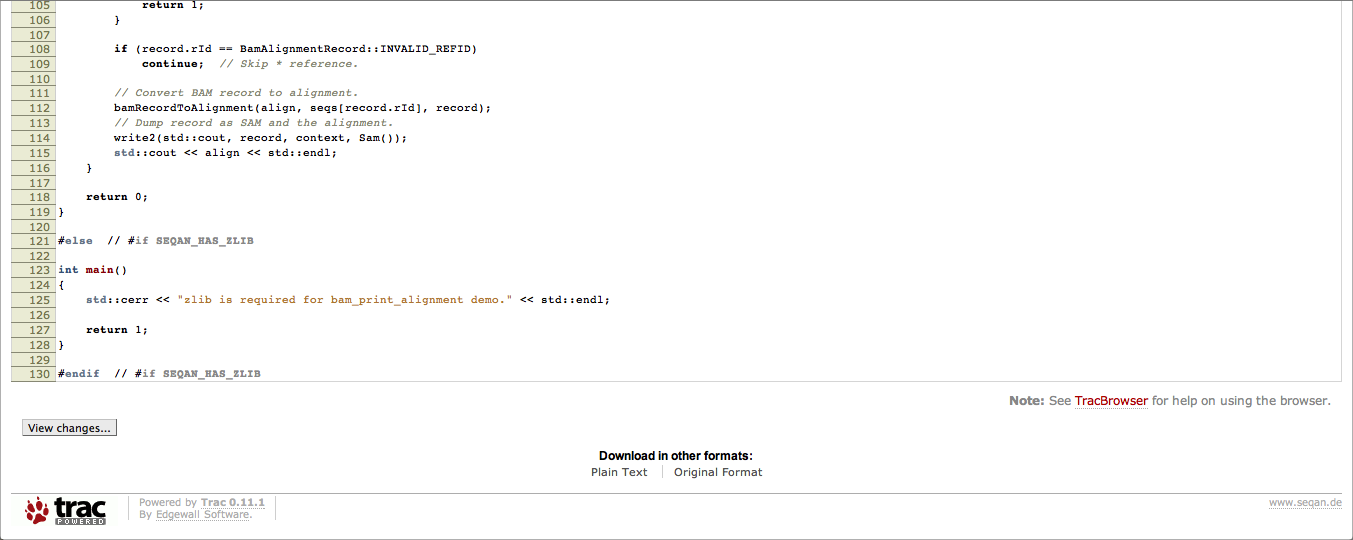 105             return 1;
106         }
107
108         if (record.rId == BamAlignmentRecord::INVALID_REFID)
109             continue;  // Skip * reference.
110
111         // Convert BAM record to alignment.
112         bamRecordToAlignment(align, seqs[record.rId], record);
113         // Dump record as SAM and the alignment.
114         write2(std::cout, record, context, Sam());
115         std::cout << align << std::endl;
116     }
117
118     return 0;
119 }
120
121 #else  // #if SEQAN_HAS_ZLIB
122
123 int main()
124 {
125     std::cerr << "zlib is required for bam_print_alignment demo." << std::endl;
126
127     return 1;
128 }
129
130 #endif  // #if SEQAN_HAS_ZLIB
Note: See TracBrowser for help on using the browser.
View changes...
Download in other formats:
Plain Text
Original Format
trac
POWERED
Powered by Trac 0.11.1
By Edgewall Software.
www.seqan.de